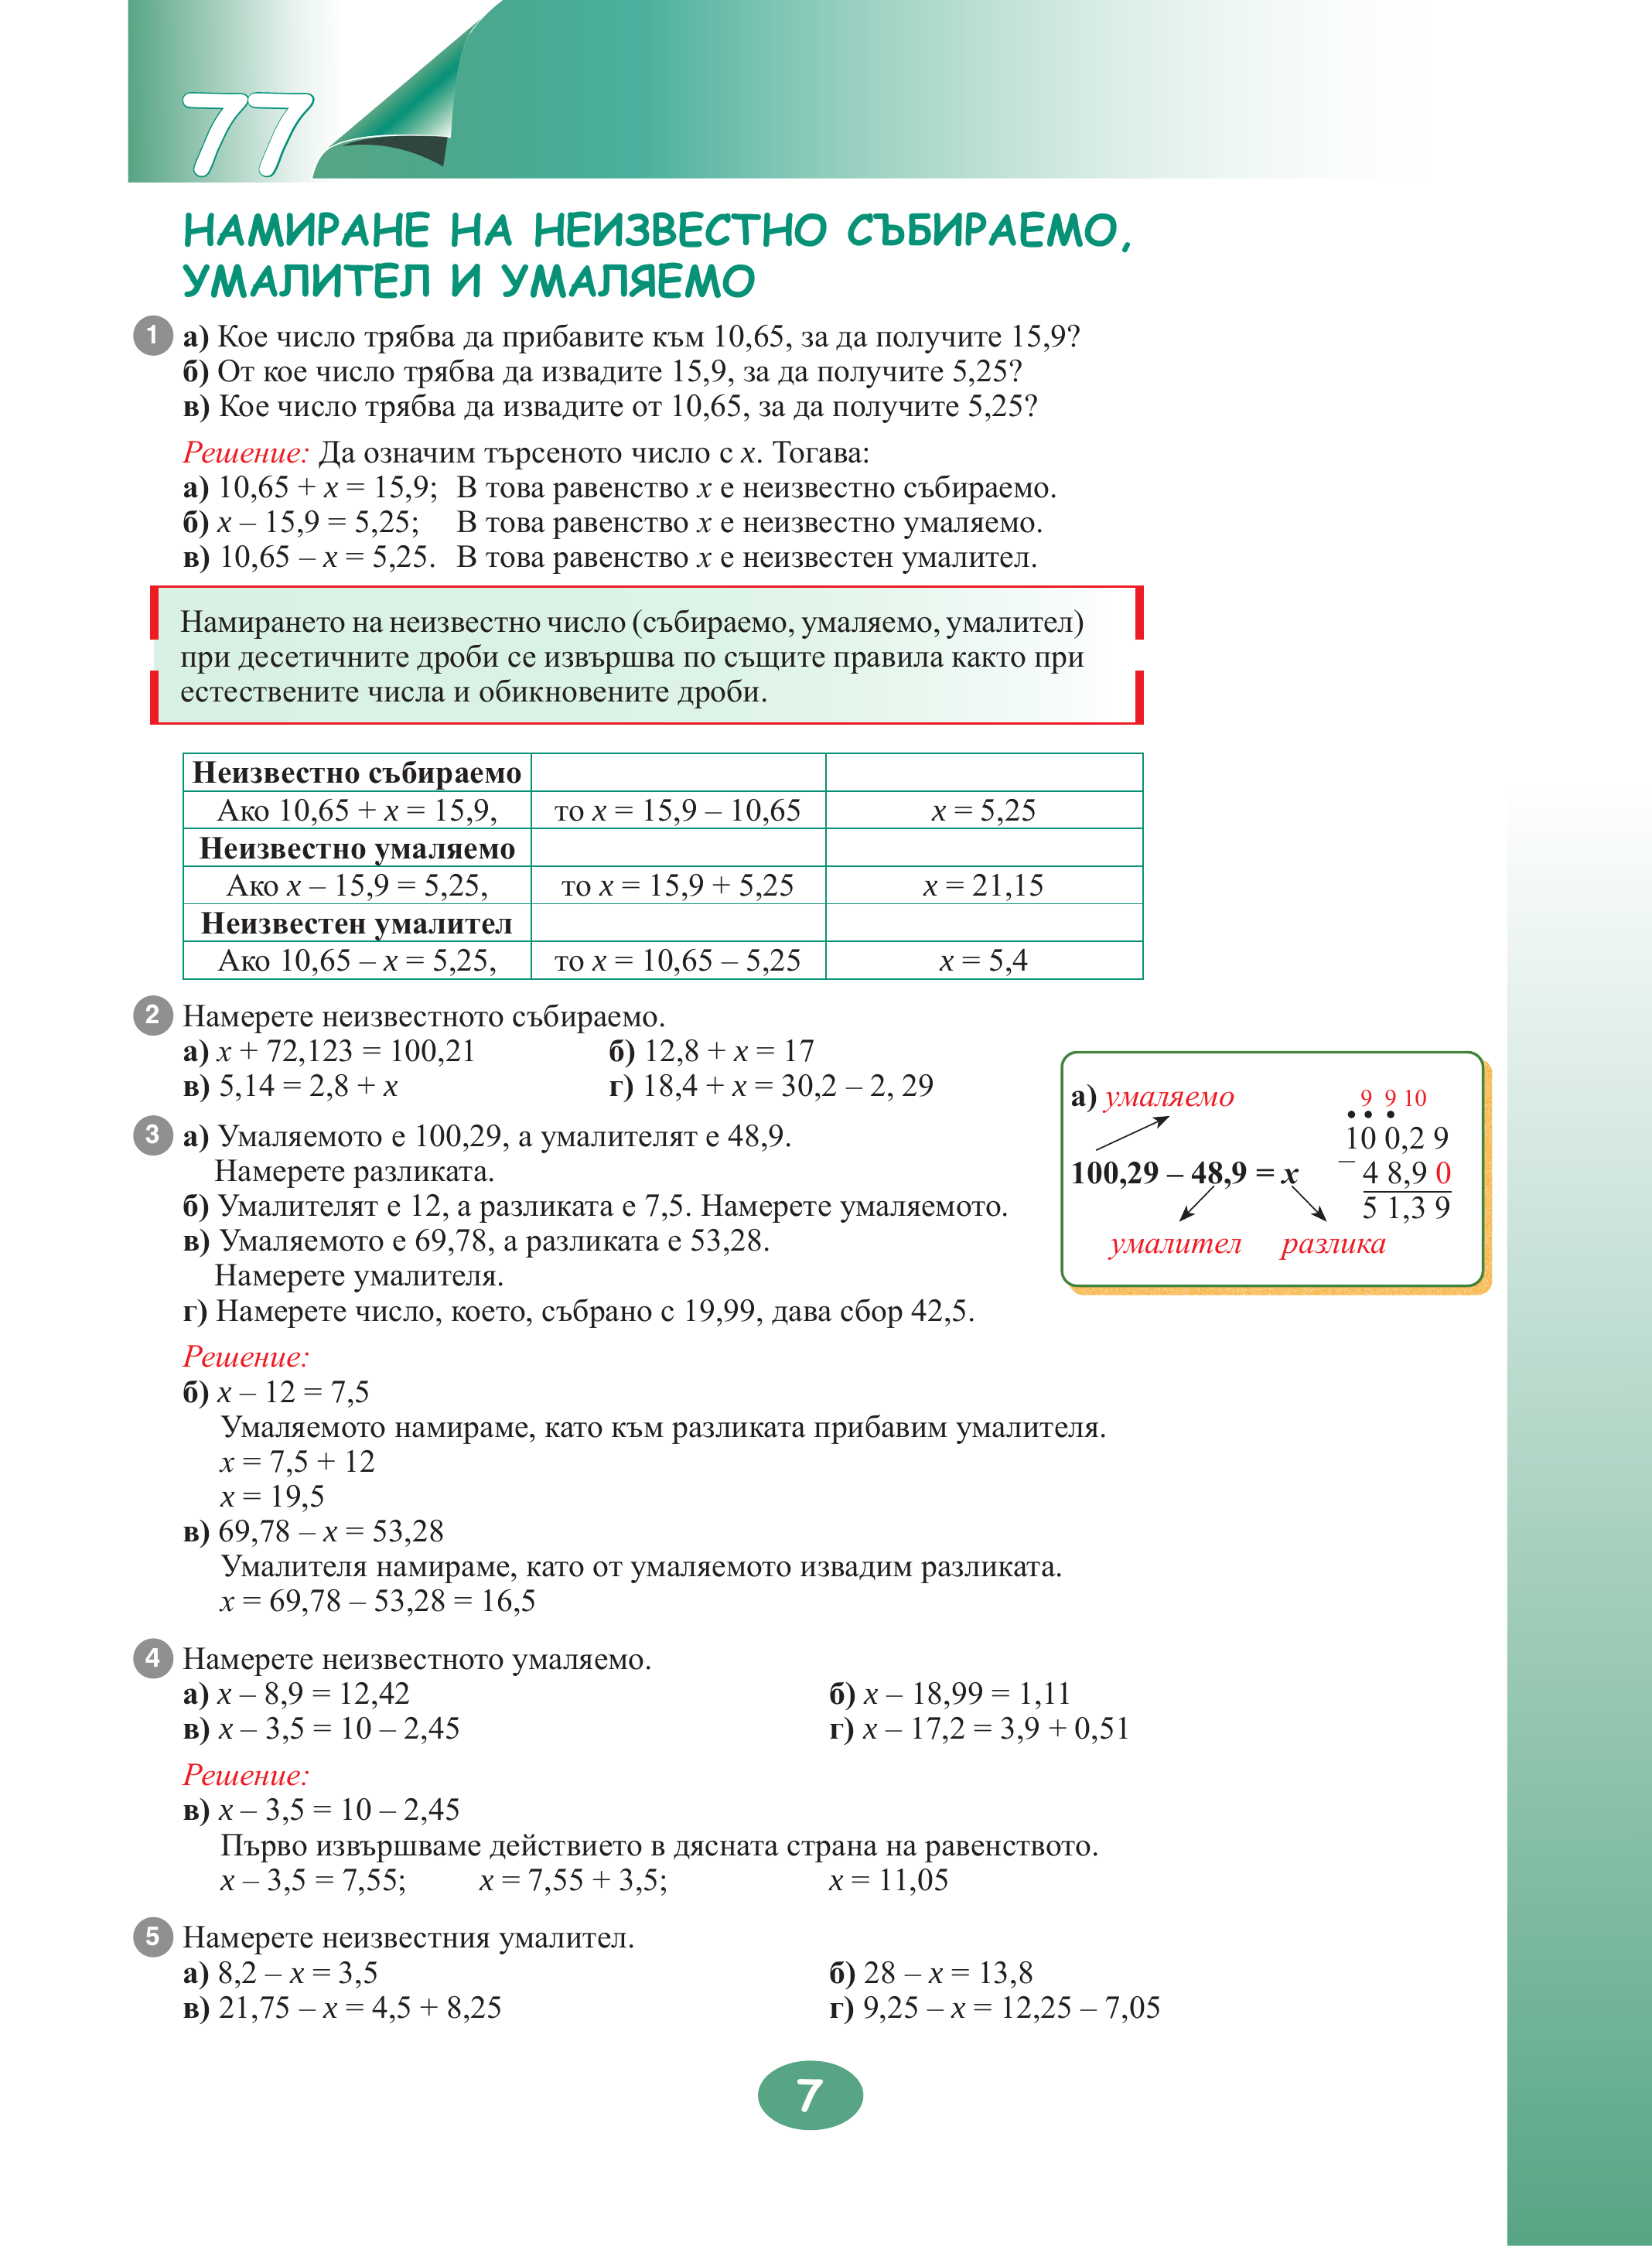 77
НАМИРАНЕ НА НЕИЗВЕСТНО СЪБИРАЕМО,
УМАЛИТЕЛ И УМАЛЯЕМО
1 а) Кое число трябва да прибавите към 10,65, за да получите 15,9?
б) От кое число трябва да извадите 15,9, за да получите 5,25?
в) Кое число трябва да извадите от 10,65, за да получите 5,25?
Решение: Да означим търсеното число с x. Тогава:
а) 10,65 + x = 15,9; В това равенство x е неизвестно събираемо.
б) x – 15,9 = 5,25; В това равенство x е неизвестно умаляемо.
в) 10,65 – x = 5,25. В това равенство x е неизвестен умалител.
Намирането на неизвестно число (събираемо, умаляемо, умалител)
при десетичните дроби се извършва по същите правила както при
естествените числа и обикновените дроби.
Неизвестно събираемо
Ако 10,65 + x = 15,9, то x = 15,9 – 10,65 x = 5,25
Неизвестно умаляемо
Ако x – 15,9 = 5,25, то x = 15,9 + 5,25 x = 21,15
Неизвестен умалител
Ако 10,65 – x = 5,25, то x = 10,65 – 5,25 x = 5,4
2 Намерете неизвестното събираемо.
а) x + 72,123 = 100,21 б) 12,8 + x = 17
в) 5,14 = 2,8 + x г) 18,4 + x = 30,2 – 2, 29
3 а) Умаляемото е 100,29, а умалителят е 48,9.
Намерете разликата.
б) Умалителят е 12, а разликата е 7,5. Намерете умаляемото.
в) Умаляемото е 69,78, а разликата е 53,28.
Намерете умалителя.
г) Намерете число, което, събрано с 19,99, дава сбор 42,5.
а) умаляемо
100,29 – 48,9 = x
умалител разлика
9 9 10
10 0,2 9
– 4 8,9 0
5 1,3 9
Решение:
б) x – 12 = 7,5
Умаляемото намираме, като към разликата прибавим умалителя.
x = 7,5 + 12
x = 19,5
в) 69,78 – x = 53,28
Умалителя намираме, като от умаляемото извадим разликата.
x = 69,78 – 53,28 = 16,5
4 Намерете неизвестното умаляемо.
а) x – 8,9 = 12,42 б) x – 18,99 = 1,11
в) x – 3,5 = 10 – 2,45 г) x – 17,2 = 3,9 + 0,51
Решение:
в) x – 3,5 = 10 – 2,45
Първо извършваме действието в дясната страна на равенството.
x – 3,5 = 7,55; x = 7,55 + 3,5; x = 11,05
5 Намерете неизвестния умалител.
а) 8,2 – x = 3,5 б) 28 – x = 13,8
в) 21,75 – x = 4,5 + 8,25 г) 9,25 – x = 12,25 – 7,05
7